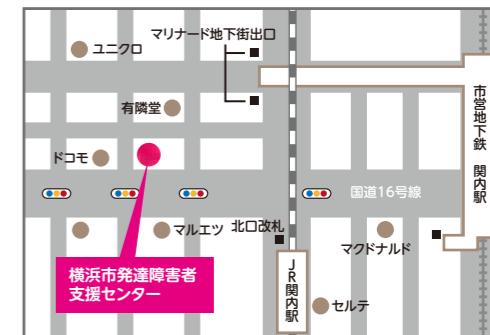 マリナード地下街出口
ユニクロ
有隣堂
ドコモ
国道16号線
マルエツ
北口改札
マクドナルド
市営地下鉄 関内駅
横浜市発達障害者
支援センター
JR関内駅
セルテ